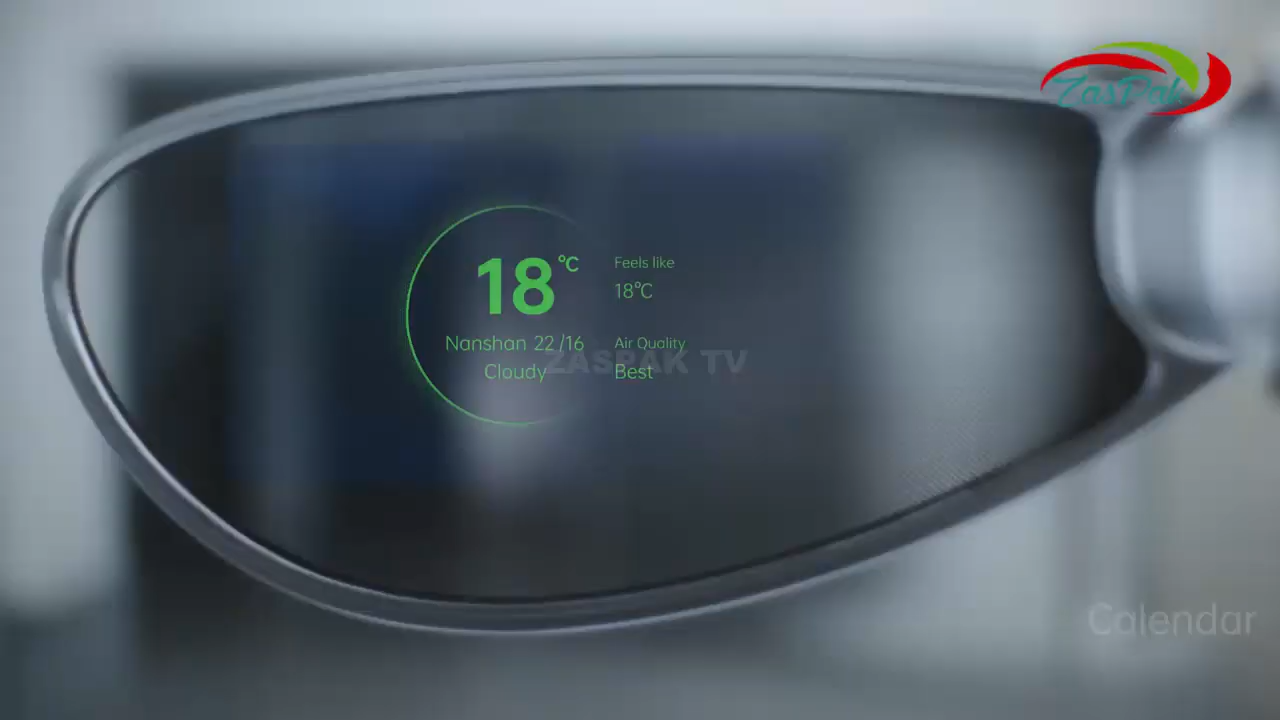 ZasPak
18°C
Nanshan 22/16
Cloudy
Feels like
18°C
Air Quality
Best
ZASPAK TV
Calendar